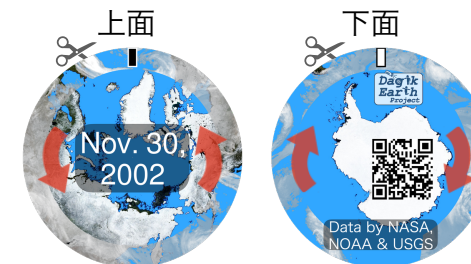 上面
下面
Nov. 30,
2002
Dagik
Earth
Project
Data by NASA,
NOAA & USGS